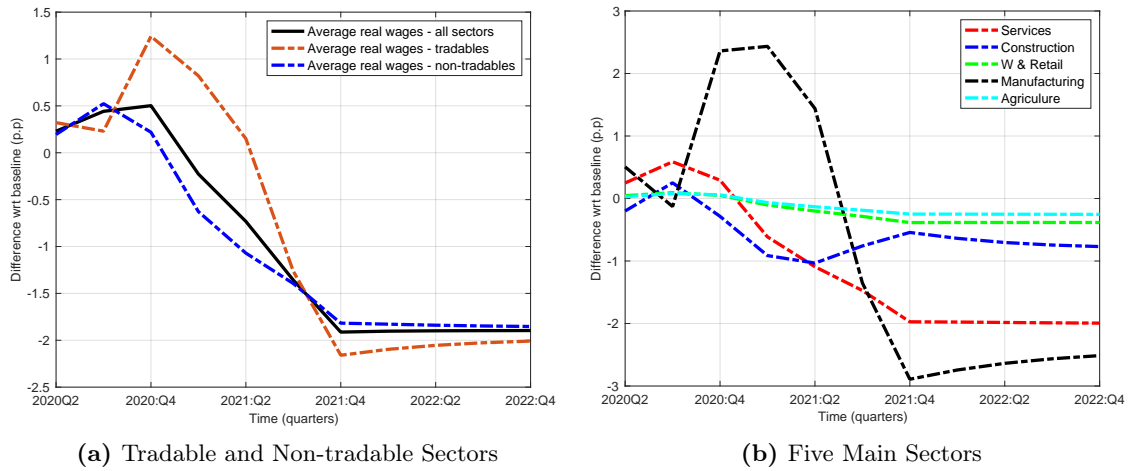 1.5
1
0.5
0
-0.5
-1
-1.5
-2
-2.5
Difference wrt baseline (p.p)
2020Q2 2020:Q4 2021:Q2 2021:Q4 2022:Q2 2022:Q4
Time (quarters)
Average real wages - all sectors
Average real wages - tradables
Average real wages - non-tradables
(a) Tradable and Non-tradable Sectors
3
2
1
0
-1
-2
-3
Difference wrt baseline (p.p)
2020Q2 2020:Q4 2021:Q2 2021:Q4 2022:Q2 2022:Q4
Time (quarters)
Services
Construction
W & Retail
Manufacturing
Agriculure
(b) Five Main Sectors